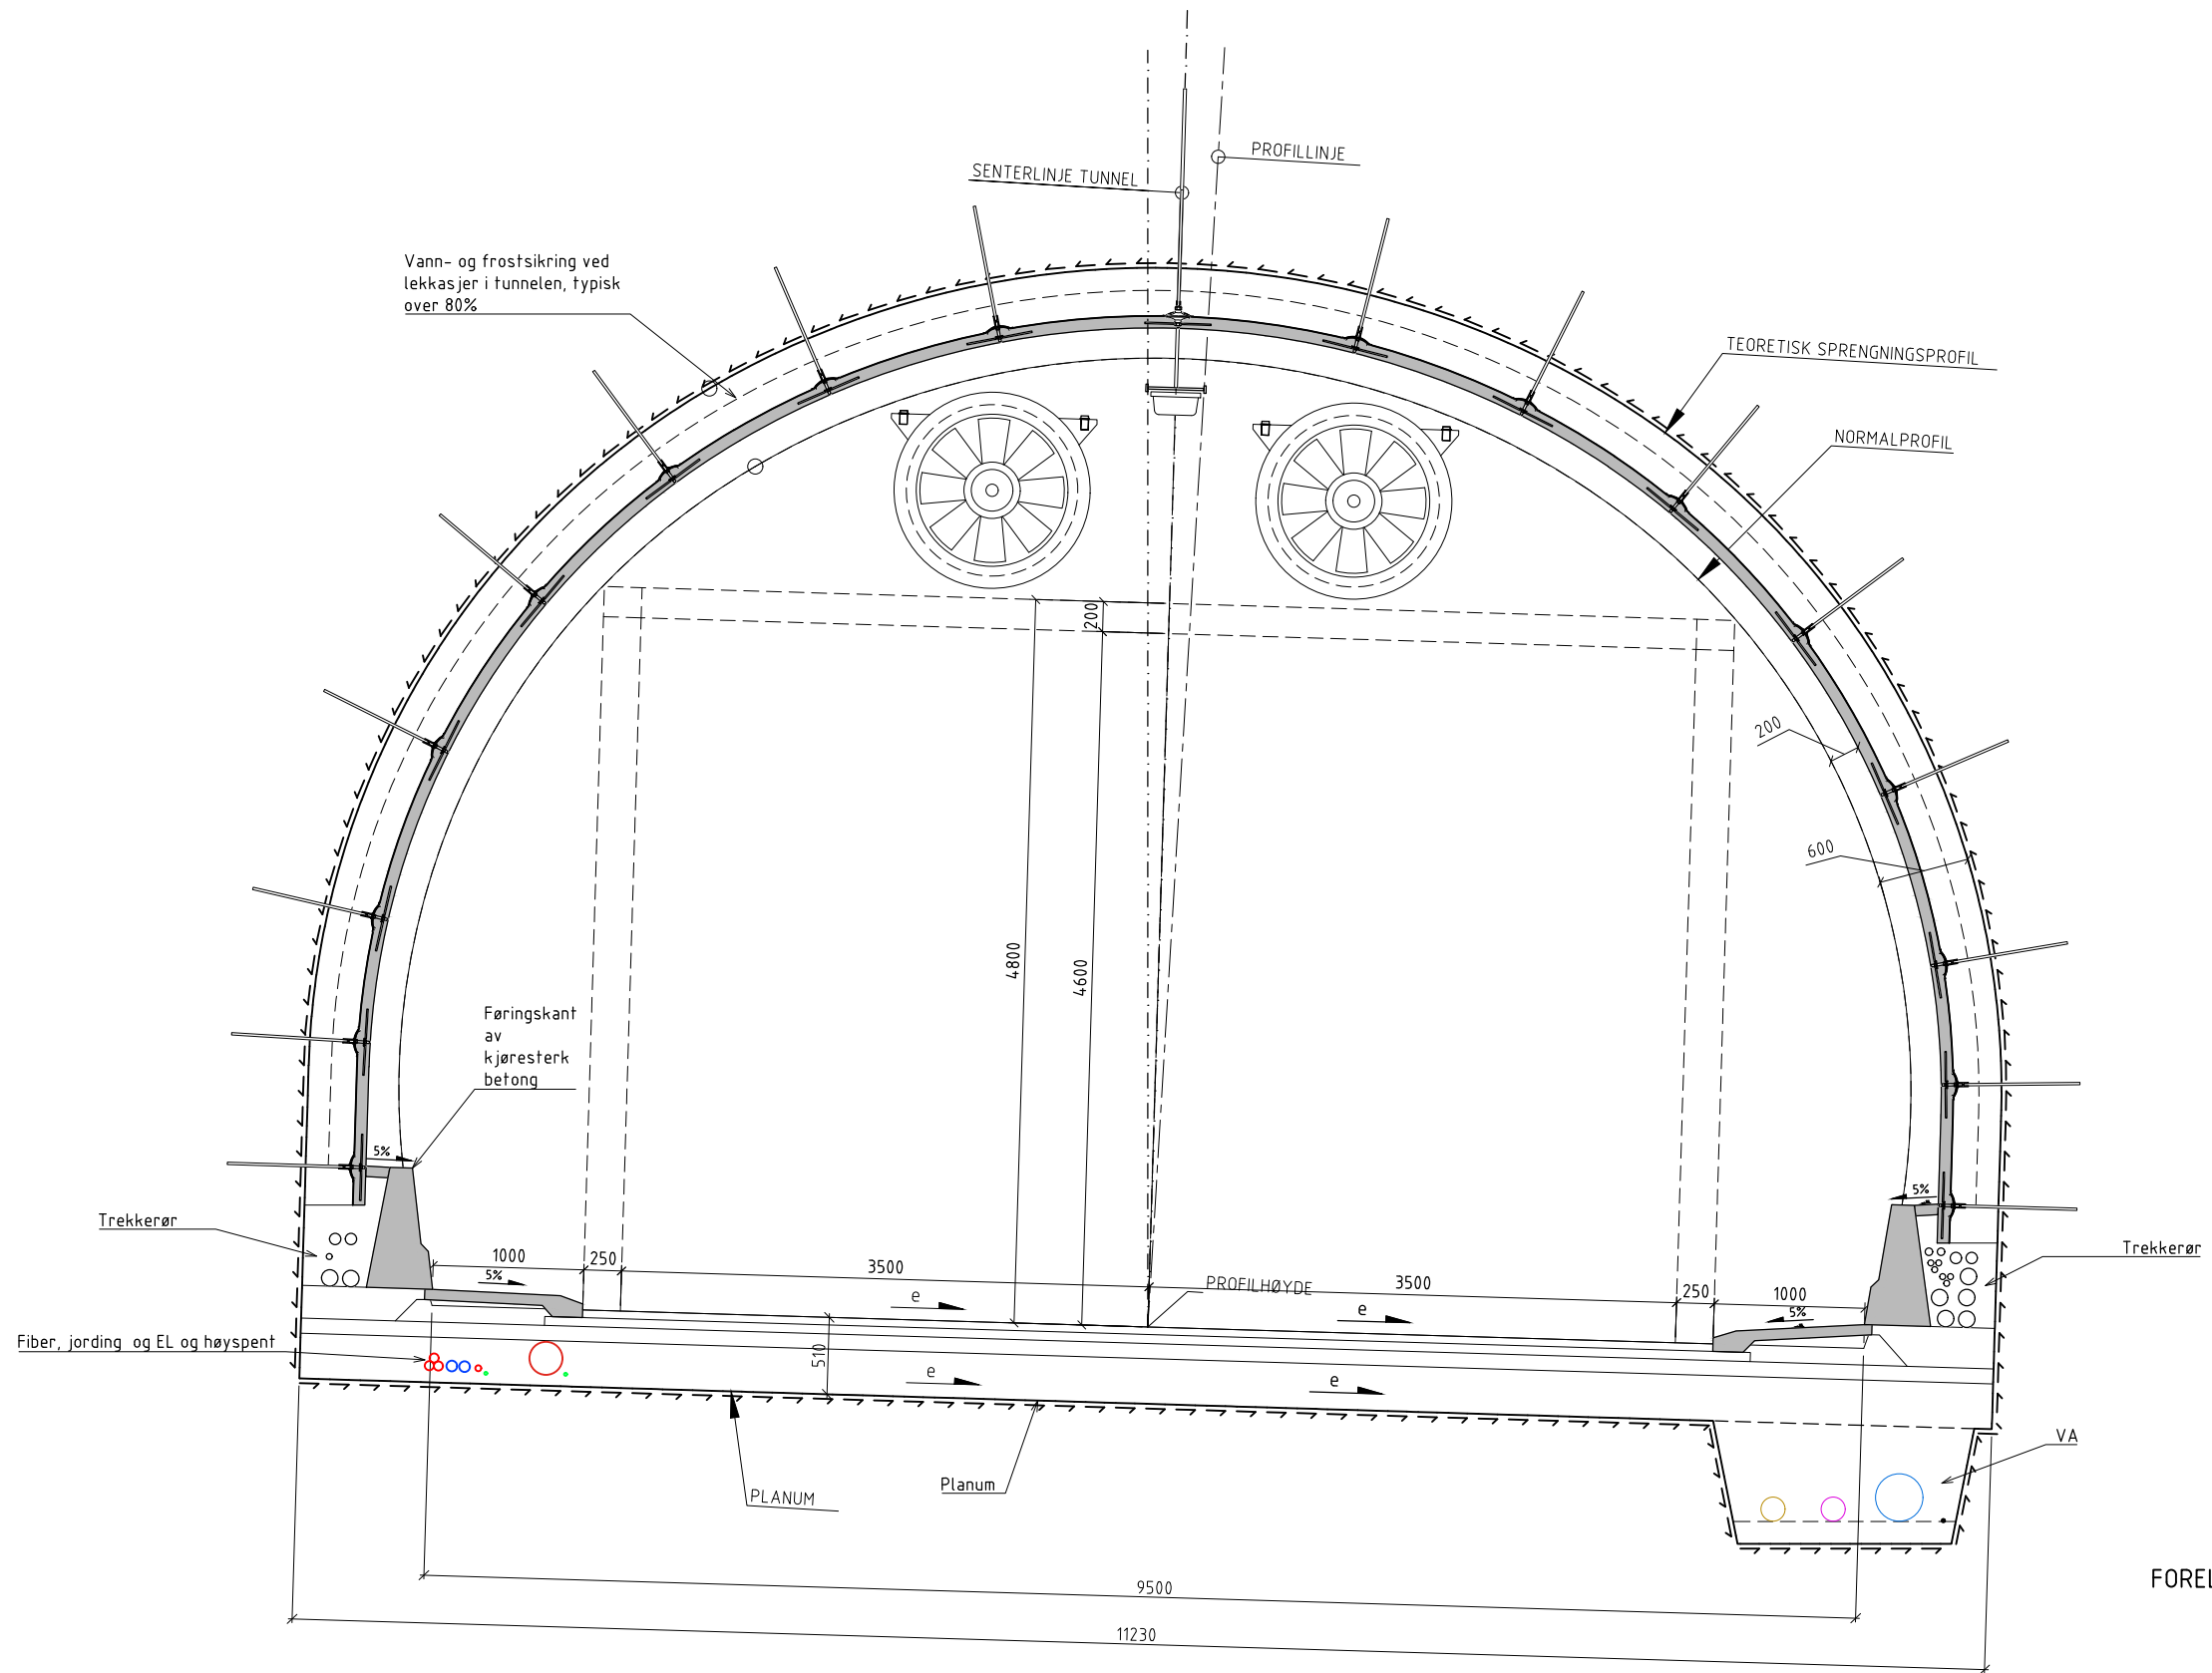 PROFILLINJE
SENTERLINJE TUNNEL
Vann- og frostsikring ved
lekkasjer i tunnelen, typisk
over 80%
TEORETISK SPRENGNINGSPROFIL
NORMALPROFIL
200
200
600
4800
4600
Føringskant
av
kjøresterk
betong
5%
5%
Trekkerør
Trekkerør
1000
250
3500
3500
250
1000
5%
5%
PROFILHØYDE
e
e
Fiber, jording og EL og høyspent
510
e
e
VA
Planum
PLANUM
9500
11230